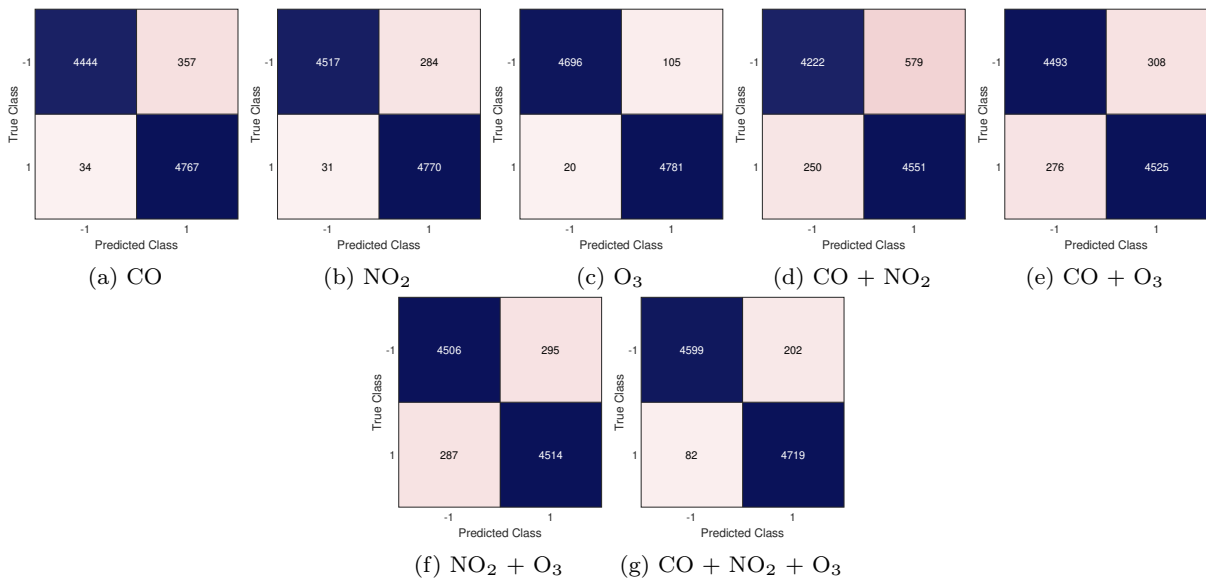 -1 4444 357
1 34 4767
-1 1
True Class
Predicted Class
(a) CO
-1 4517 284
1 31 4770
-1 1
True Class
Predicted Class
(b) NO₂
-1 4696 105
1 20 4781
-1 1
True Class
Predicted Class
(c) O₃
-1 4222 579
1 250 4551
-1 1
True Class
Predicted Class
(d) CO + NO₂
-1 4493 308
1 276 4525
-1 1
True Class
Predicted Class
(e) CO + O₃
-1 4506 295
1 287 4514
-1 1
True Class
Predicted Class
(f) NO₂ + O₃
-1 4599 202
1 82 4719
-1 1
True Class
Predicted Class
(g) CO + NO₂ + O₃